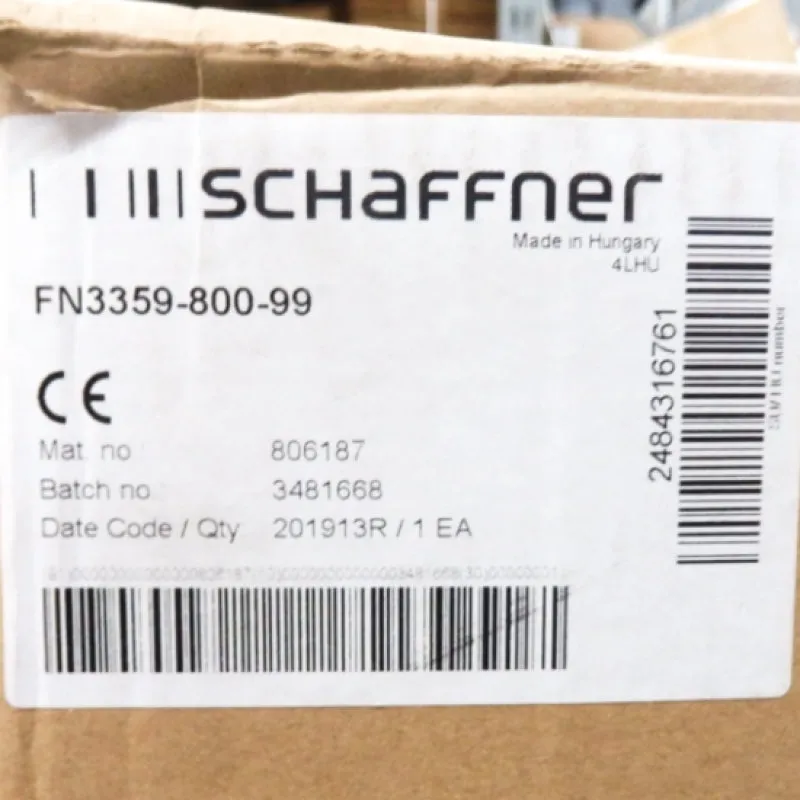 SCHAFFNER
Made in Hungary
4LHU
FN3359-800-99
CE
Mat. no 806187
Batch no 3481668
Date Code / Qty 201913R / 1 EA
2484316761
number